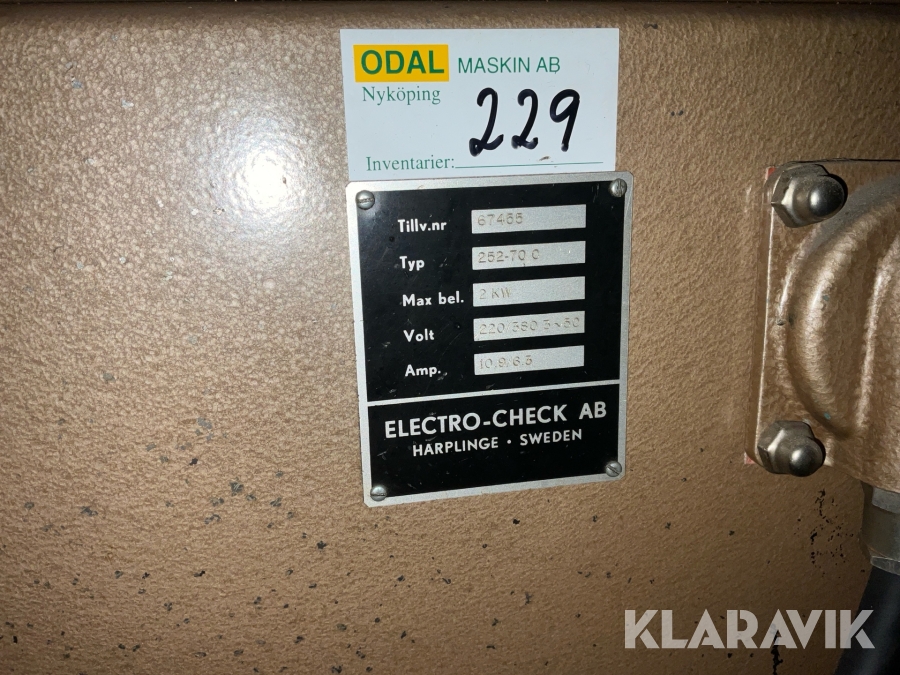 ODAL MASKIN AB
Nyköping
229
Inventarier:
Tillv.nr 67455
Typ 252-70 C
Max bel. 2 KW
Volt 220/380 3×50
Amp. 10,9/6,3
ELECTRO-CHECK AB
HARPLINGE · SWEDEN
KLARAVIK